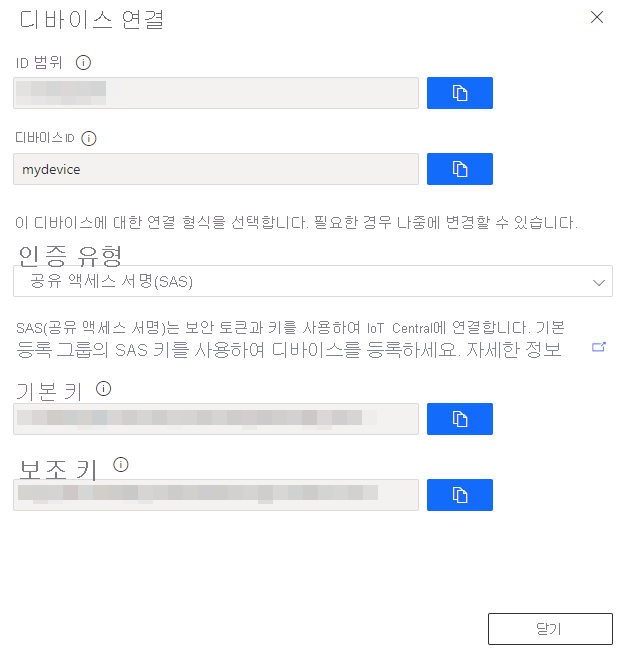 디바이스 연결
ID 범위
디바이스 ID
mydevice
이 디바이스에 대한 연결 형식을 선택합니다. 필요한 경우 나중에 변경할 수 있습니다.
인증 유형
공유 액세스 서명(SAS)
SAS(공유 액세스 서명)는 보안 토큰과 키를 사용하여 IoT Central에 연결합니다. 기본
등록 그룹의 SAS 키를 사용하여 디바이스를 등록하세요. 자세한 정보
기본 키
보조 키
닫기